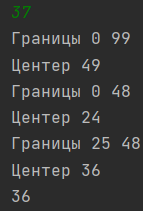 37
Границы 0 99
Центер 49
Границы 0 48
Центер 24
Границы 25 48
Центер 36
36